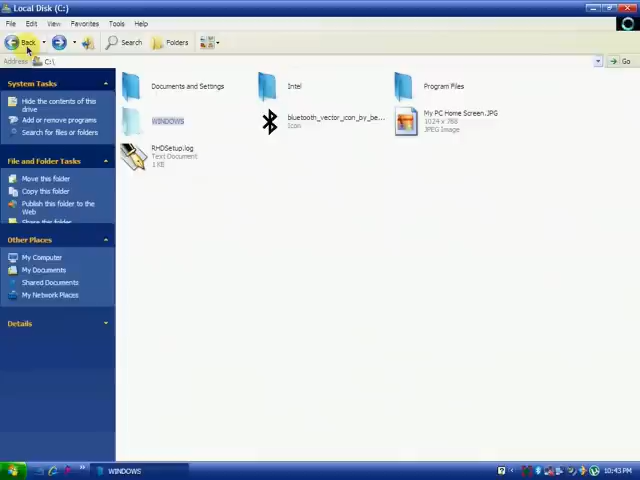 Local Disk (C:)
File Edit View Favorites Tools Help
Back Search Folders
Address C:\ Go
System Tasks
Hide the contents of this
drive
Add or remove programs
Search for files or folders
File and Folder Tasks
Move this folder
Copy this folder
Publish this folder to the
Web
Share this folder
Other Places
My Computer
My Documents
Shared Documents
My Network Places
Details
Documents and Settings
Intel
Program Files
WINDOWS
bluetooth_vector_icon_by_be...
Icon
My PC Home Screen.JPG
1024 x 768
JPEG Image
RHDSetup.log
Text Document
1 KB
WINDOWS
10:43 PM